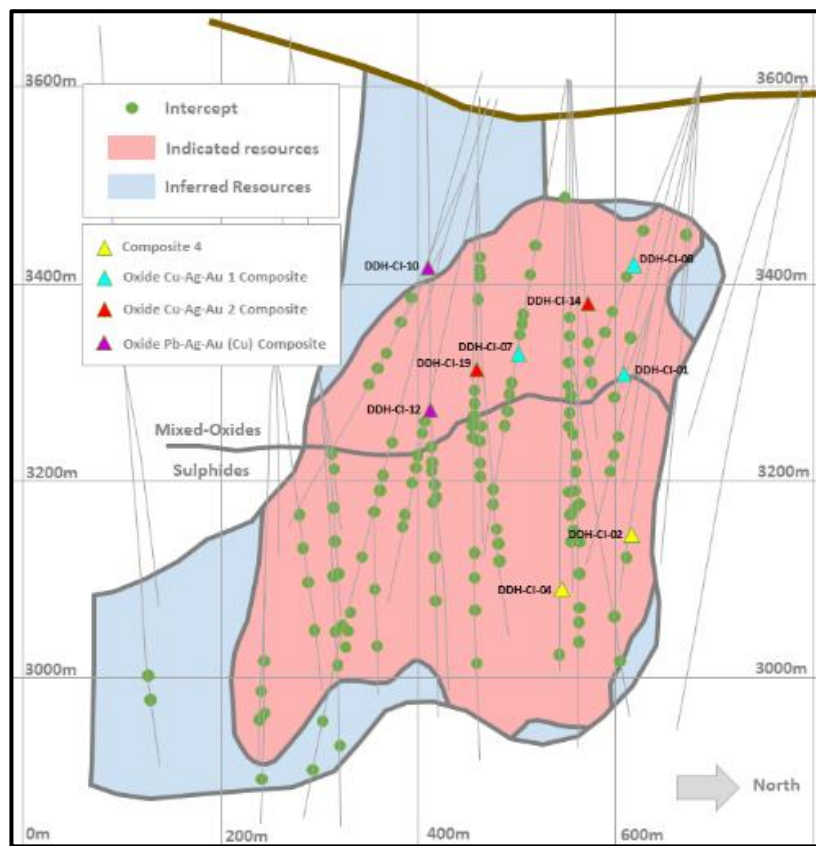 3600m
3600m
Intercept
Indicated resources
Inferred Resources
Composite 4
Oxide Cu-Ag-Au 1 Composite
Oxide Cu-Ag-Au 2 Composite
Oxide Pb-Ag-Au (Cu) Composite
DDH-CI-10
DDH-CI-08
3400m
3400m
DDH-CI-14
DDH-CI-07
DDH-CI-19
DDH-CI-01
DDH-CI-12
Mixed-Oxides
Sulphides
3200m
3200m
DDH-CI-02
DDH-CI-04
3000m
3000m
North
0m
200m
400m
600m